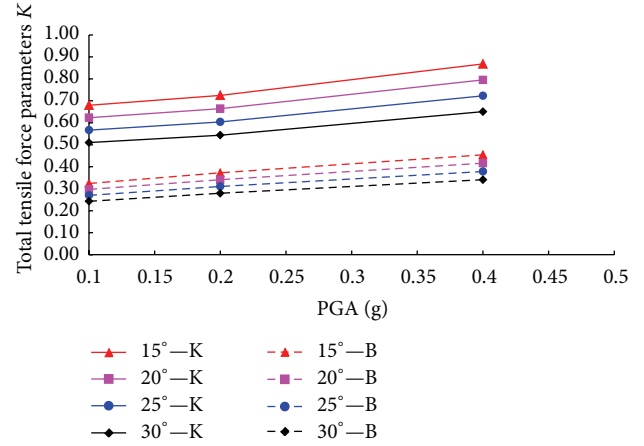 Total tensile force parameters K
1.00
0.90
0.80
0.70
0.60
0.50
0.40
0.30
0.20
0.10
0.00
0.1 0.15 0.2 0.25 0.3 0.35 0.4 0.45 0.5
PGA (g)
15°—K 15°—B
20°—K 20°—B
25°—K 25°—B
30°—K 30°—B